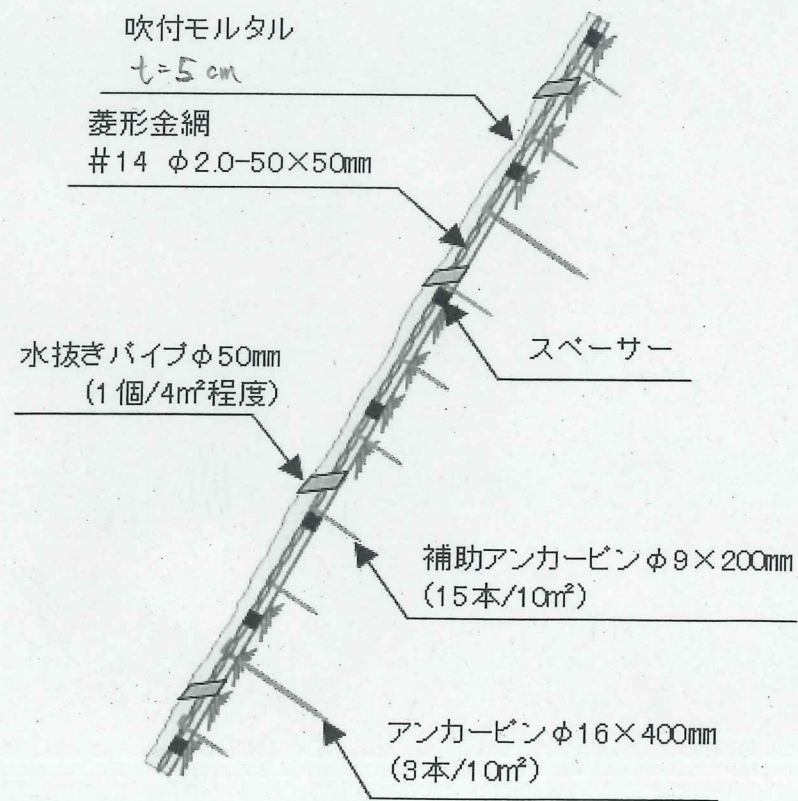 吹付モルタル
t=5 cm
菱形金網
#14 φ2.0-50×50mm
スペーサー
水抜きパイプφ50mm
(1個/4㎡程度)
補助アンカーピンφ9×200mm
(15本/10㎡)
アンカーピンφ16×400mm
(3本/10㎡)